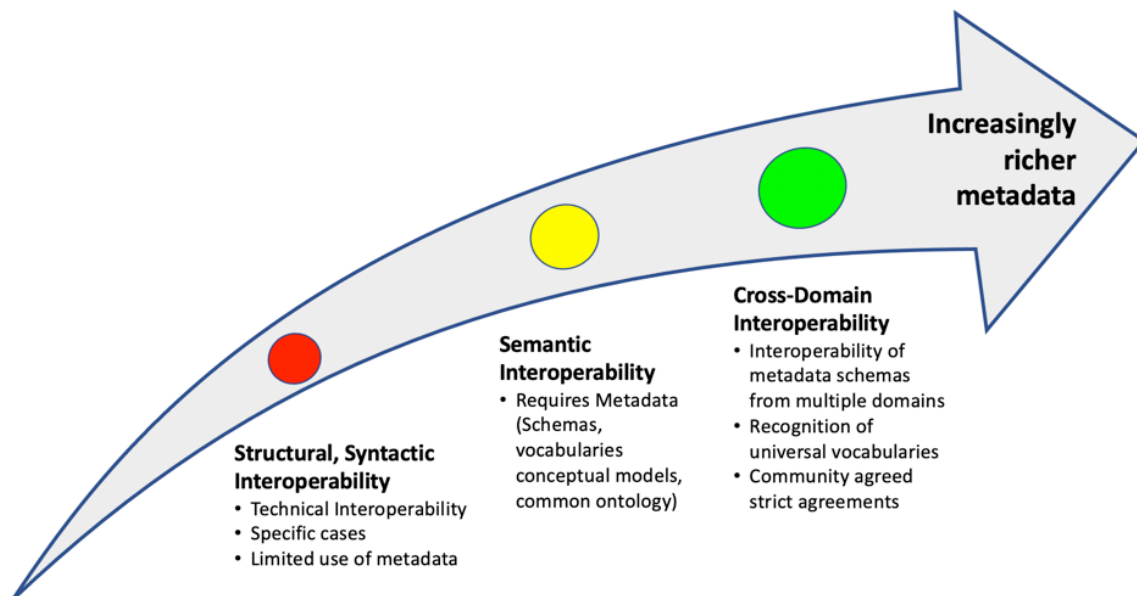 Increasingly
richer
metadata
Structural, Syntactic
Interoperability
• Technical Interoperability
• Specific cases
• Limited use of metadata
Semantic
Interoperability
• Requires Metadata
(Schemas,
vocabularies
conceptual models,
common ontology)
Cross-Domain
Interoperability
• Interoperability of
metadata schemas
from multiple domains
• Recognition of
universal vocabularies
• Community agreed
strict agreements